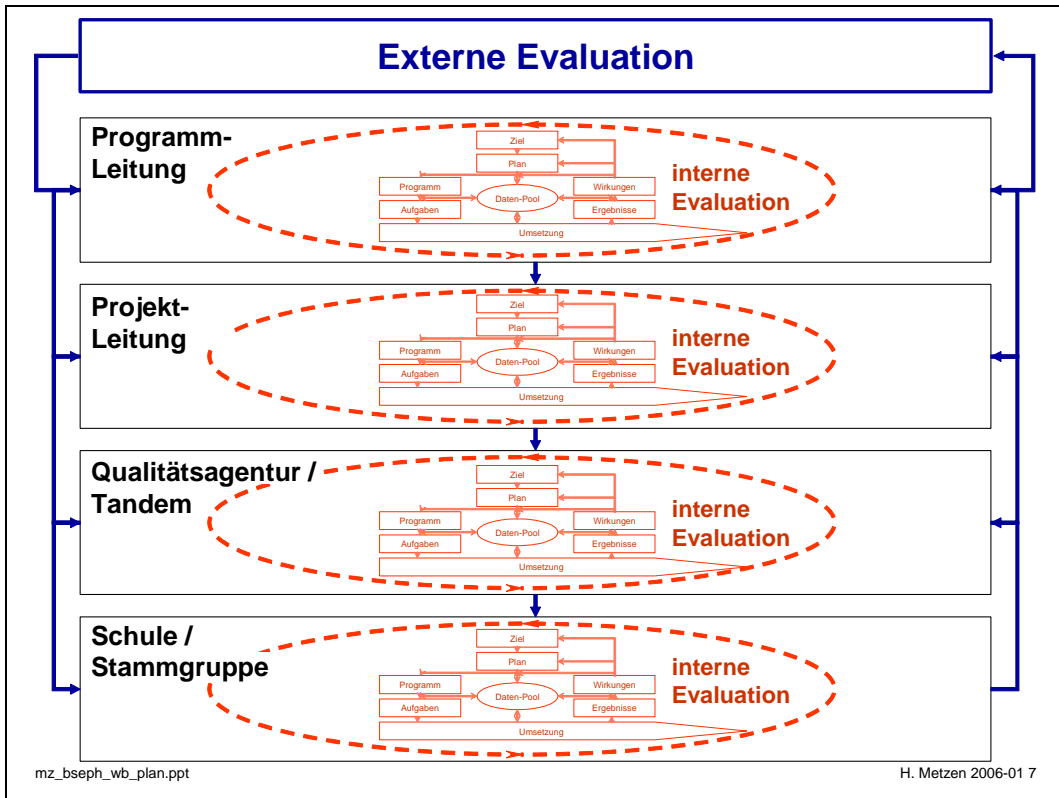 Externe Evaluation
Programm-
Leitung
Ziel
Plan
Programm
Aufgaben
Daten-Pool
Wirkungen
Ergebnisse
Umsetzung
interne
Evaluation
Projekt-
Leitung
Ziel
Plan
Programm
Aufgaben
Daten-Pool
Wirkungen
Ergebnisse
Umsetzung
interne
Evaluation
Qualitätsagentur /
Tandem
Ziel
Plan
Programm
Aufgaben
Daten-Pool
Wirkungen
Ergebnisse
Umsetzung
interne
Evaluation
Schule /
Stammgruppe
Ziel
Plan
Programm
Aufgaben
Daten-Pool
Wirkungen
Ergebnisse
Umsetzung
interne
Evaluation
mz_bseph_wb_plan.ppt
H. Metzen 2006-01 7